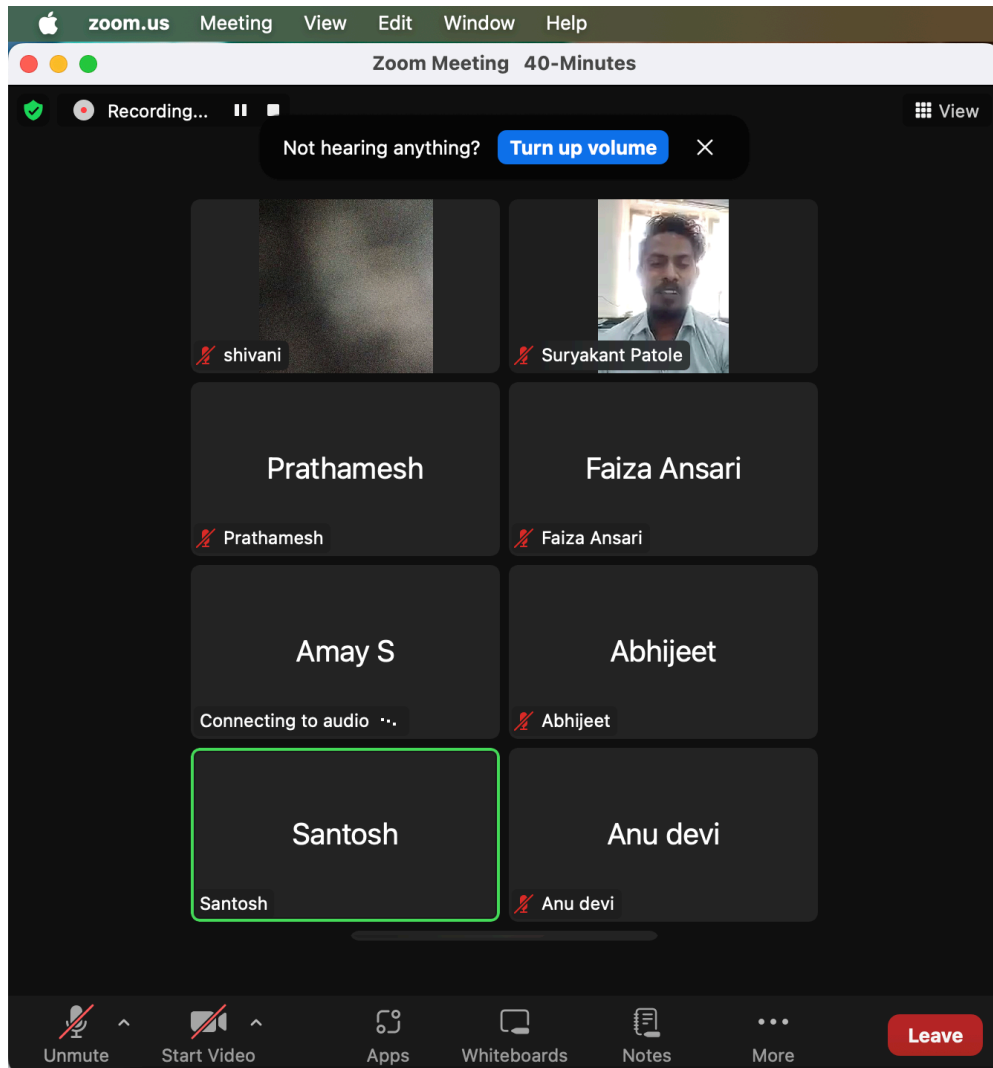 zoom.us Meeting View Edit Window Help
Zoom Meeting 40-Minutes
Recording...
View
Not hearing anything? Turn up volume
shivani
Suryakant Patole
Prathamesh
Prathamesh
Faiza Ansari
Faiza Ansari
Amay S
Connecting to audio
Abhijeet
Abhijeet
Santosh
Santosh
Anu devi
Anu devi
Unmute Start Video Apps Whiteboards Notes More Leave